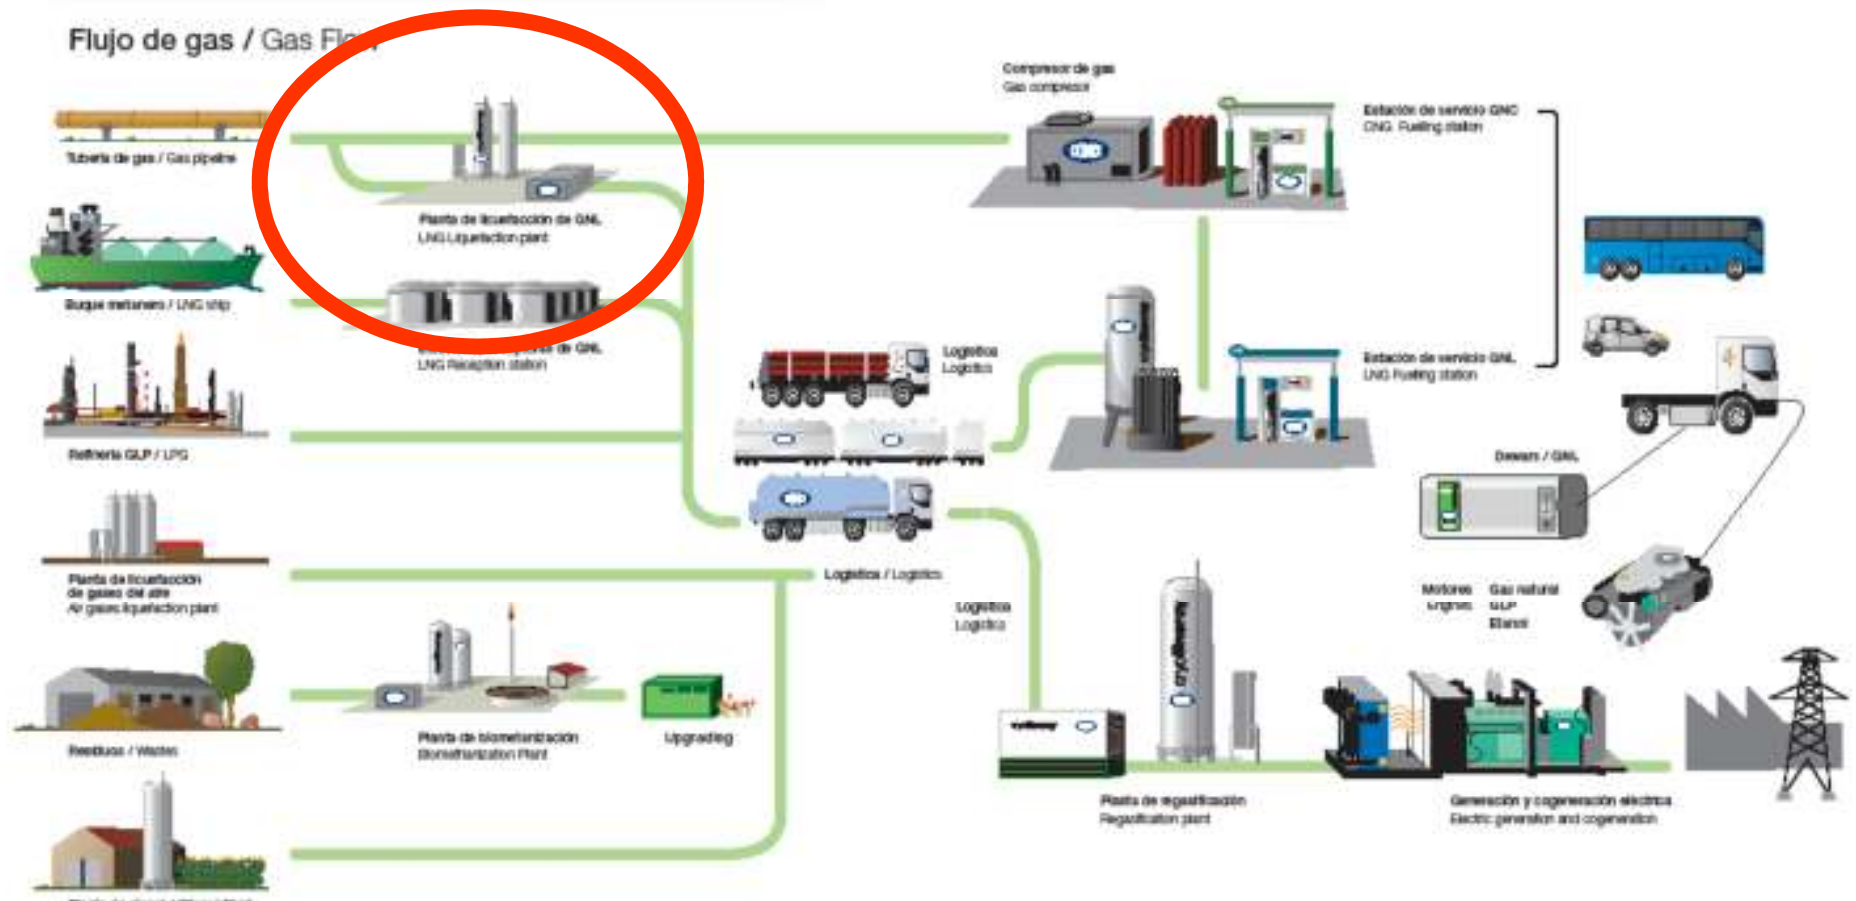 Flujo de gas / Gas Flow
Tubería de gas / Gas pipeline
Planta de licuefacción de GNL
LNG Liquefaction plant
Compresor de gas
Gas compresor
Estación de servicio GNC
CNG Fueling station
Buque metanero / LNG ship
de GNL
LNG Reception station
Logística
Logistics
Estación de servicio GNL
LNG Fueling station
Refinería GLP / LPG
Dewars / GNL
Planta de licuefacción
de gases del aire
Air gases liquefaction plant
Logística / Logistics
Logística
Logistics
Motores Gas natural
Engines GLP
Etanol
Residuos / Wastes
Planta de biometanización
Biomethanization Plant
Upgrading
Planta de regasificación
Regasification plant
Generación y cogeneración eléctrica
Electric generation and cogeneration